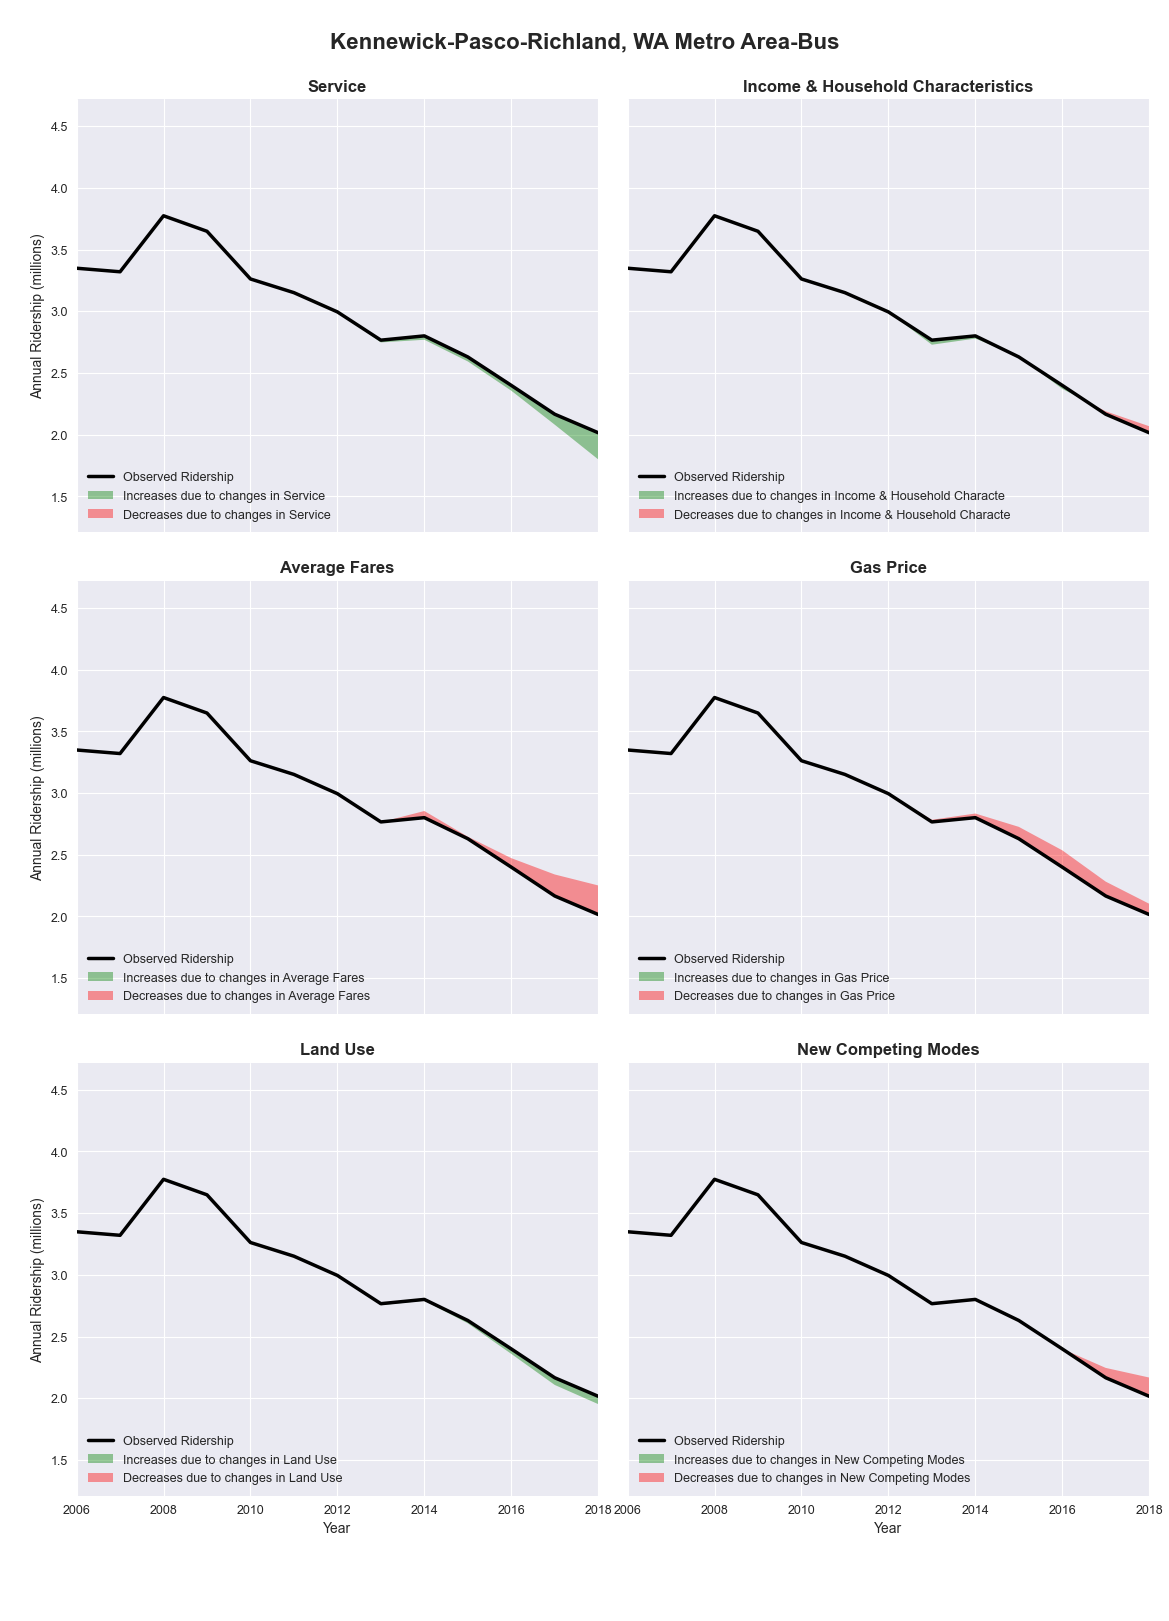 Kennewick-Pasco-Richland, WA Metro Area-Bus
Service
Annual Ridership (millions)
4.5
4.0
3.5
3.0
2.5
2.0
1.5
Observed Ridership
Increases due to changes in Service
Decreases due to changes in Service
Income & Household Characteristics
Observed Ridership
Increases due to changes in Income & Household Characte
Decreases due to changes in Income & Household Characte
Average Fares
Annual Ridership (millions)
4.5
4.0
3.5
3.0
2.5
2.0
1.5
Observed Ridership
Increases due to changes in Average Fares
Decreases due to changes in Average Fares
Gas Price
Observed Ridership
Increases due to changes in Gas Price
Decreases due to changes in Gas Price
Land Use
Annual Ridership (millions)
4.5
4.0
3.5
3.0
2.5
2.0
1.5
Observed Ridership
Increases due to changes in Land Use
Decreases due to changes in Land Use
2006 2008 2010 2012 2014 2016 2018
Year
New Competing Modes
Observed Ridership
Increases due to changes in New Competing Modes
Decreases due to changes in New Competing Modes
2006 2008 2010 2012 2014 2016 2018
Year